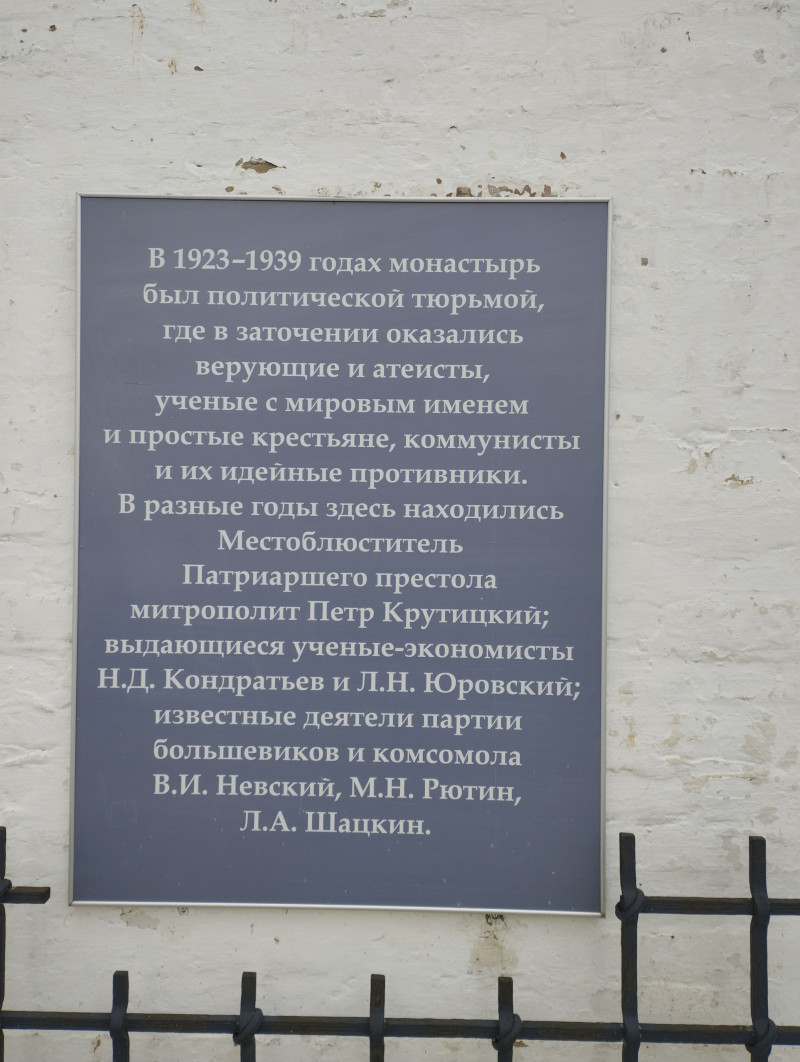 В 1923–1939 годах монастырь
был политической тюрьмой,
где в заточении оказались
верующие и атеисты,
ученые с мировым именем
и простые крестьяне, коммунисты
и их идейные противники.
В разные годы здесь находились
Местоблюститель
Патриаршего престола
митрополит Петр Крутицкий;
выдающиеся ученые-экономисты
Н.Д. Кондратьев и Л.Н. Юровский;
известные деятели партии
большевиков и комсомола
В.И. Невский, М.Н. Рютин,
Л.А. Шацкин.